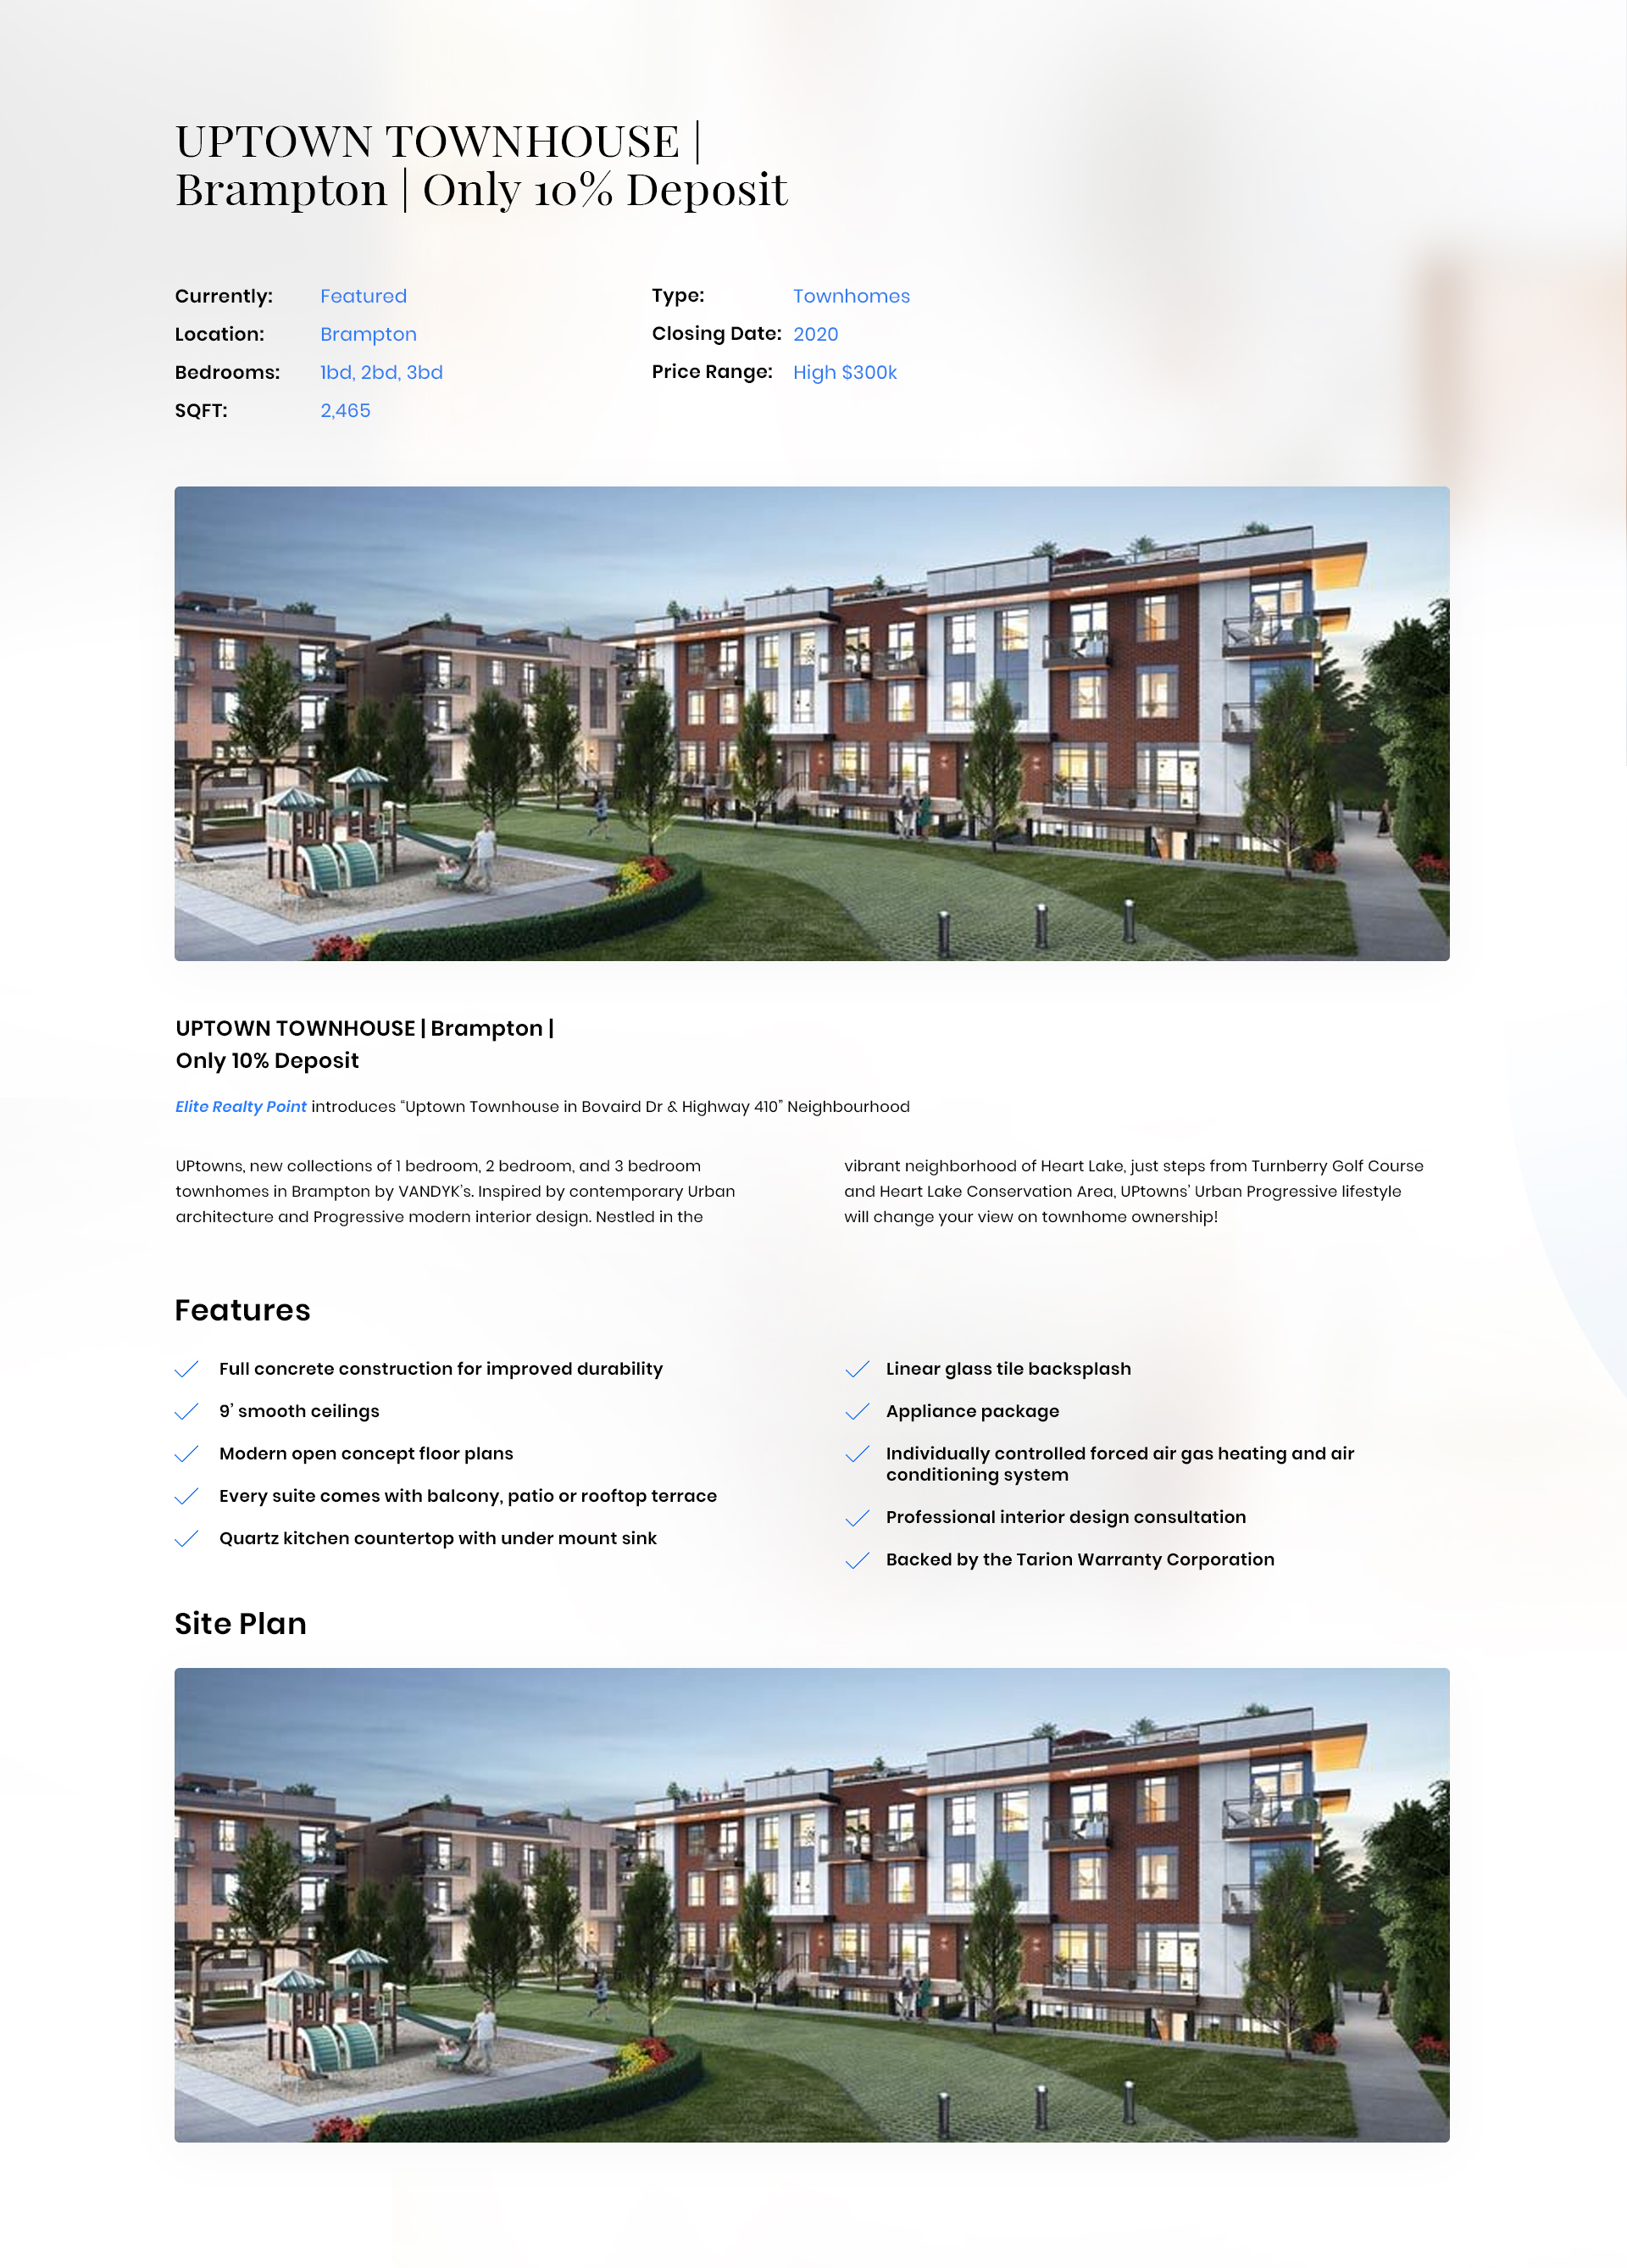 UPTOWN TOWNHOUSE |
Brampton | Only 10% Deposit
Currently: Featured
Location: Brampton
Bedrooms: 1bd, 2bd, 3bd
SQFT: 2,465
Type: Townhomes
Closing Date: 2020
Price Range: High $300k
UPTOWN TOWNHOUSE | Brampton |
Only 10% Deposit
Elite Realty Point introduces “Uptown Townhouse in Bovaird Dr & Highway 410” Neighbourhood
UPtowns, new collections of 1 bedroom, 2 bedroom, and 3 bedroom
townhomes in Brampton by VANDYK’s. Inspired by contemporary Urban
architecture and Progressive modern interior design. Nestled in the
vibrant neighborhood of Heart Lake, just steps from Turnberry Golf Course
and Heart Lake Conservation Area, UPtowns’ Urban Progressive lifestyle
will change your view on townhome ownership!
Features
Full concrete construction for improved durability
9’ smooth ceilings
Modern open concept floor plans
Every suite comes with balcony, patio or rooftop terrace
Quartz kitchen countertop with under mount sink
Linear glass tile backsplash
Appliance package
Individually controlled forced air gas heating and air
conditioning system
Professional interior design consultation
Backed by the Tarion Warranty Corporation
Site Plan